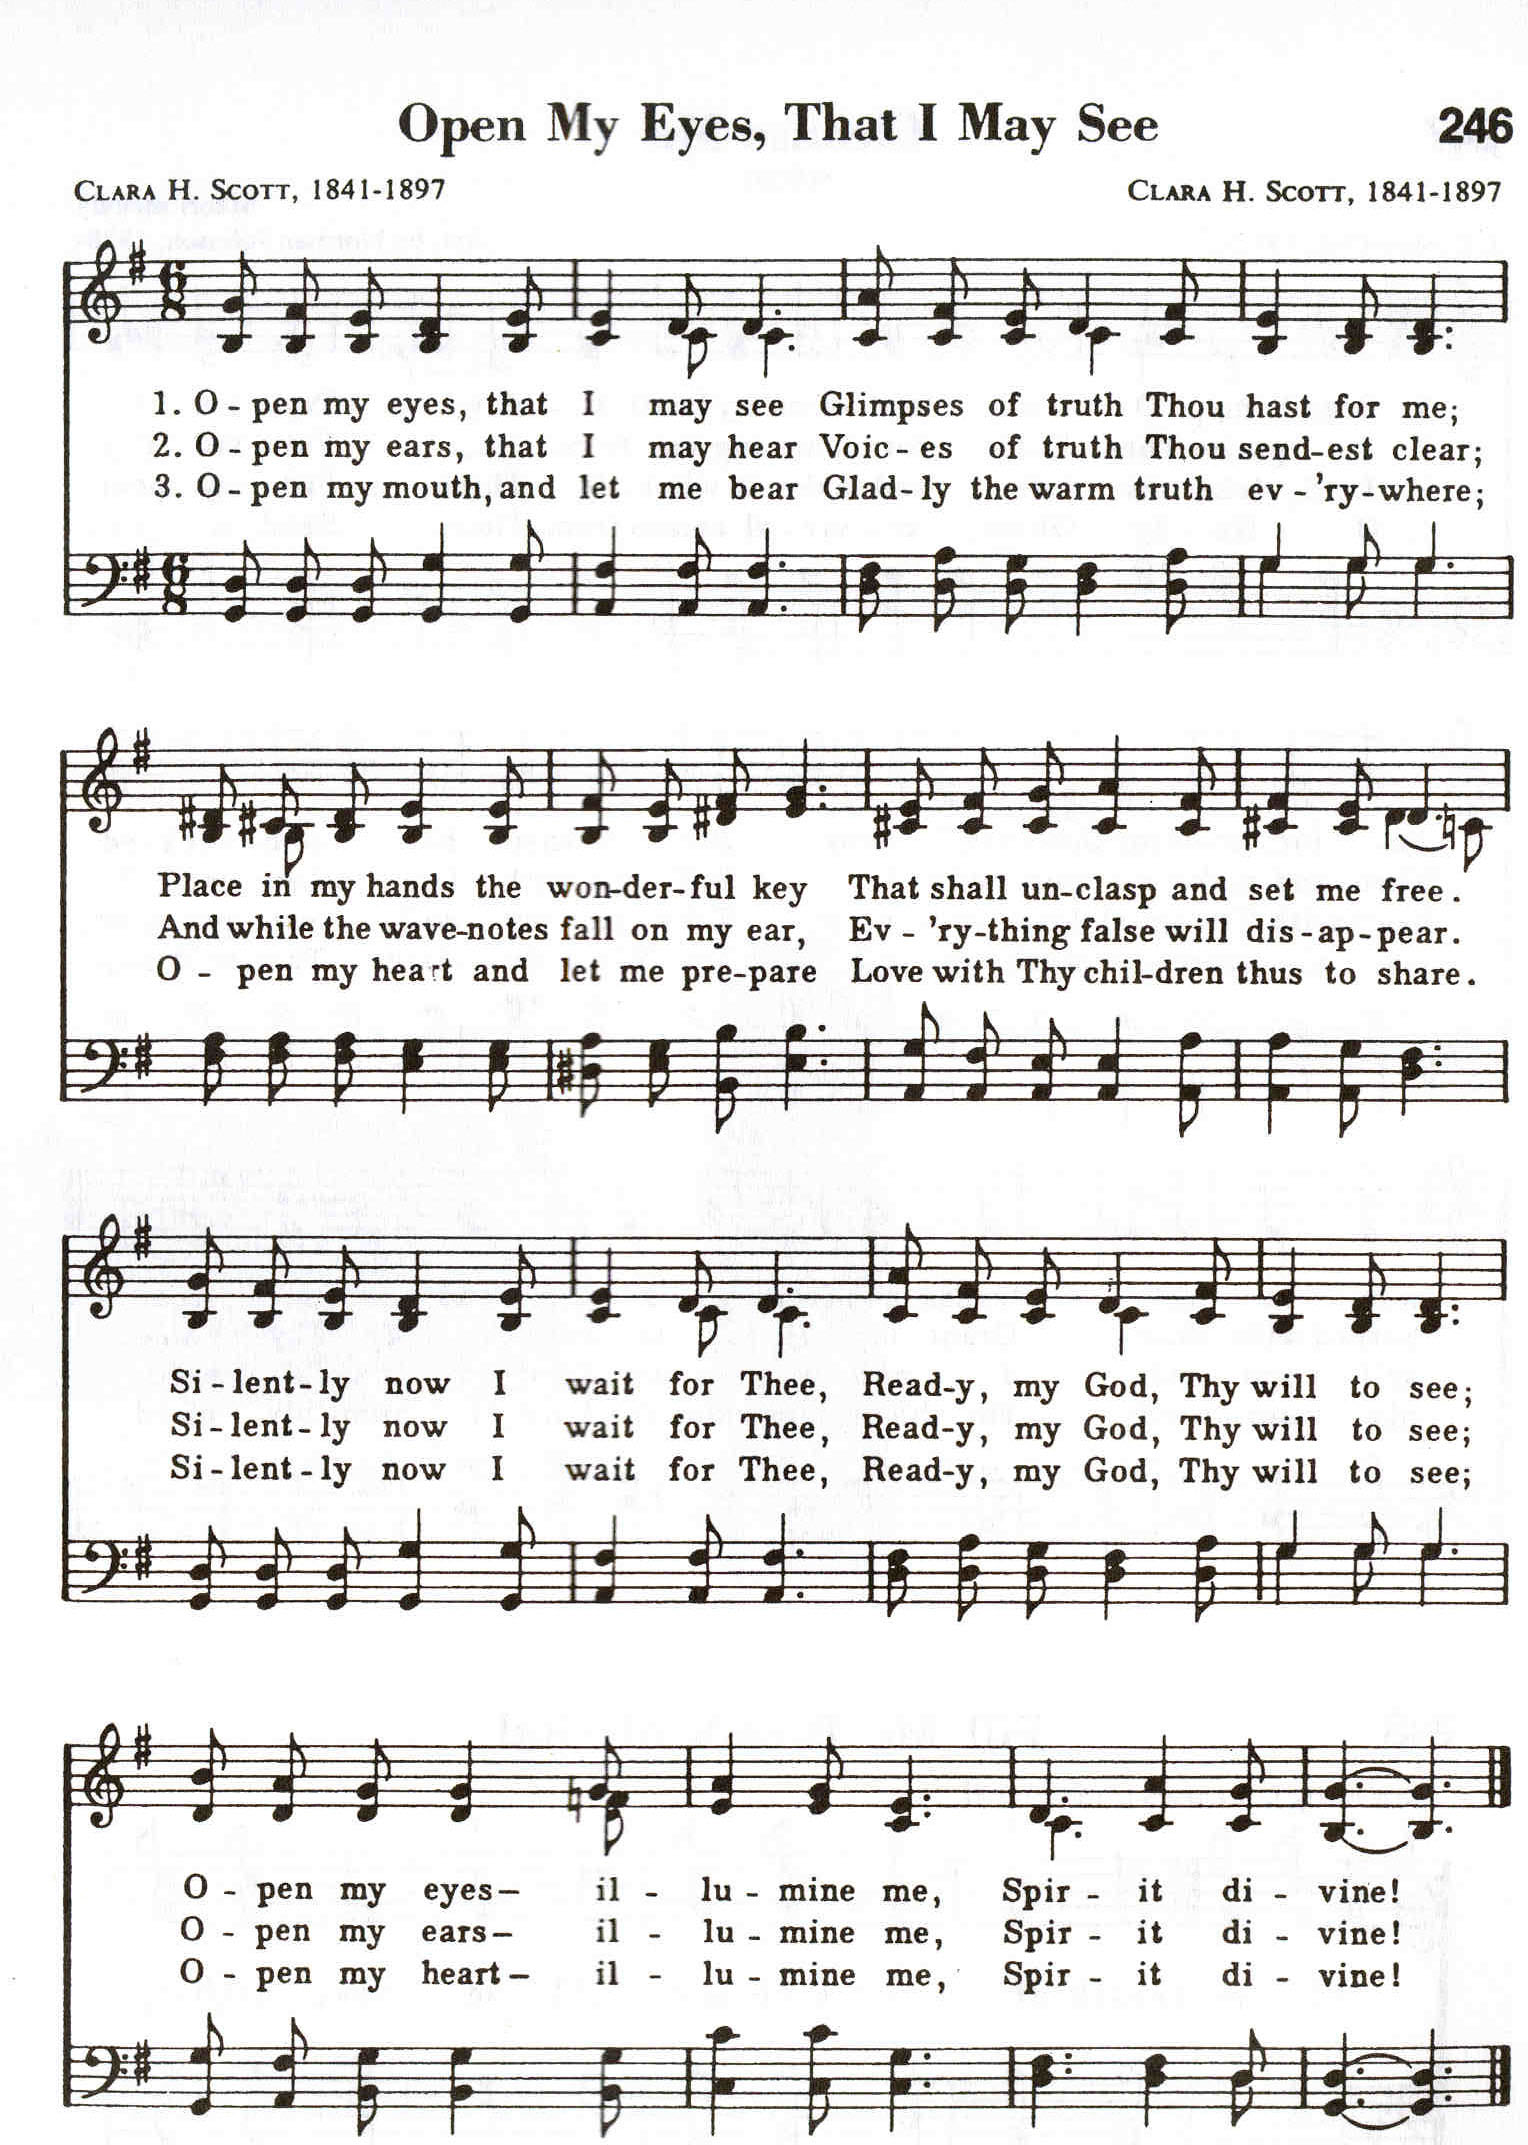 Open My Eyes, That I May See 246
CLARA H. SCOTT, 1841-1897 CLARA H. SCOTT, 1841-1897
6
8
1. O - pen my eyes, that I may see Glimpses of truth Thou hast for me;
2. O - pen my ears, that I may hear Voic - es of truth Thou send-est clear;
3. O - pen my mouth, and let me bear Glad-ly the warm truth ev - 'ry-where;
6
8
Place in my hands the won-der-ful key That shall un-clasp and set me free.
And while the wave-notes fall on my ear, Ev - 'ry-thing false will dis-ap-pear.
O - pen my heart and let me pre-pare Love with Thy chil-dren thus to share.
Si - lent - ly now I wait for Thee, Read-y, my God, Thy will to see;
Si - lent - ly now I wait for Thee, Read-y, my God, Thy will to see;
Si - lent - ly now I wait for Thee, Read-y, my God, Thy will to see;
O - pen my eyes— il - lu - mine me, Spir - it di - vine!
O - pen my ears— il - lu - mine me, Spir - it di - vine!
O - pen my heart— il - lu - mine me, Spir - it di - vine!